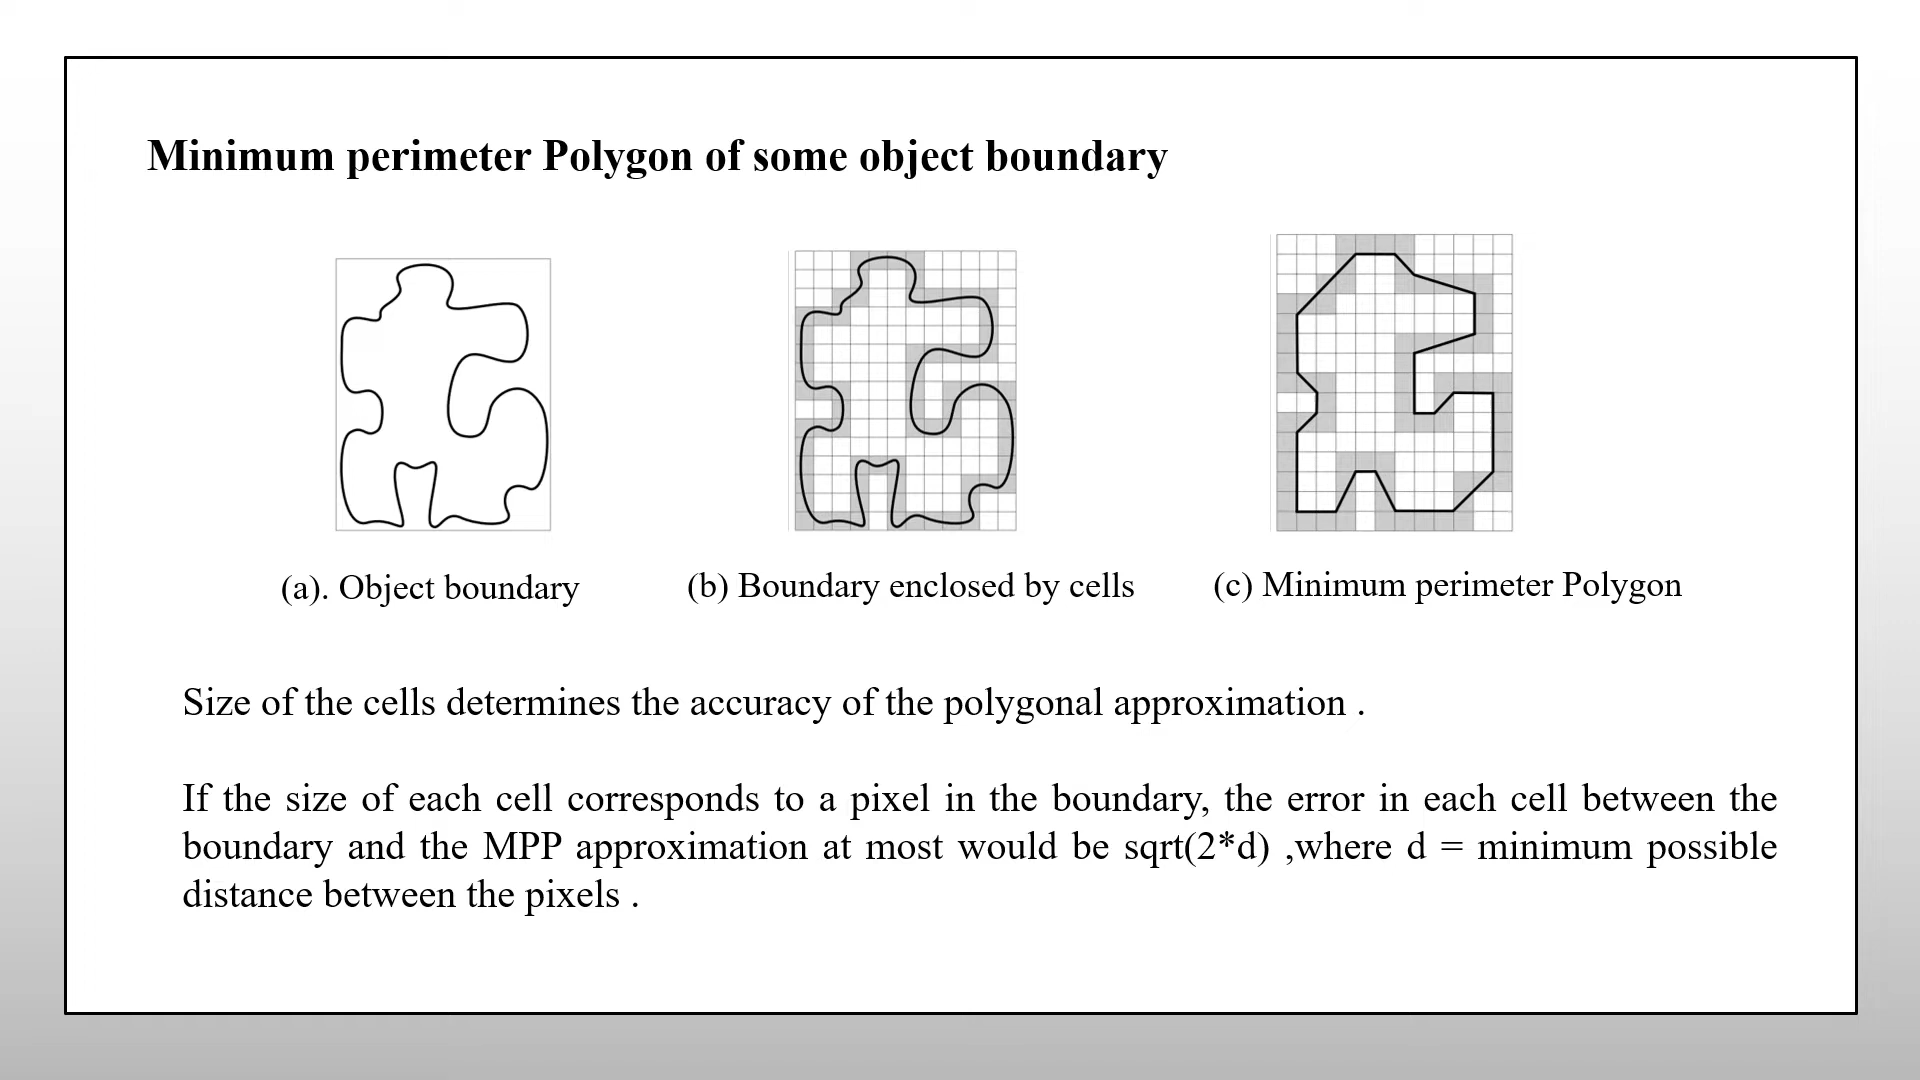 Minimum perimeter Polygon of some object boundary
(a). Object boundary
(b) Boundary enclosed by cells
(c) Minimum perimeter Polygon
Size of the cells determines the accuracy of the polygonal approximation .
If the size of each cell corresponds to a pixel in the boundary, the error in each cell between the
boundary and the MPP approximation at most would be sqrt(2*d) ,where d = minimum possible
distance between the pixels .